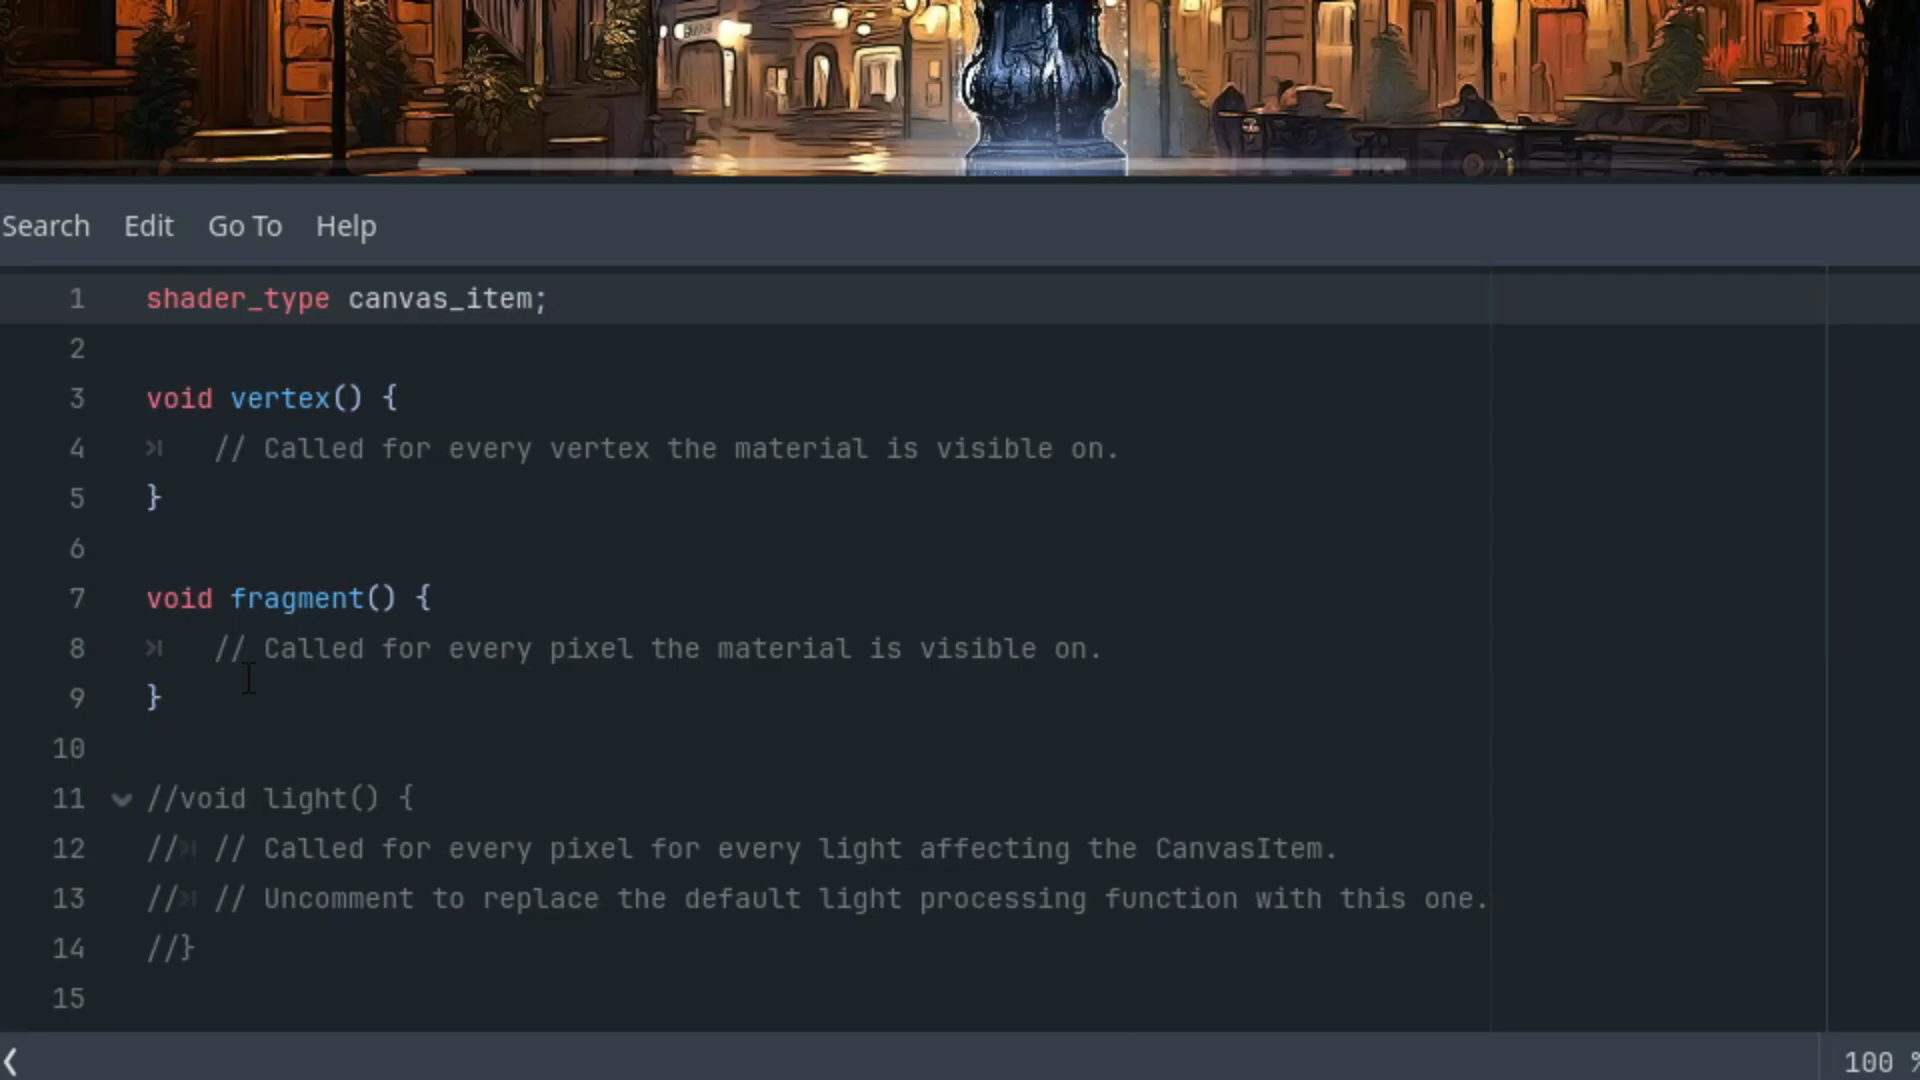 Search Edit Go To Help
1 shader_type canvas_item;
2
3 void vertex() {
4 // Called for every vertex the material is visible on.
5 }
6
7 void fragment() {
8 // Called for every pixel the material is visible on.
9 }
10
11 //void light() {
12 // // Called for every pixel for every light affecting the CanvasItem.
13 // // Uncomment to replace the default light processing function with this one.
14 //}
15
100 %